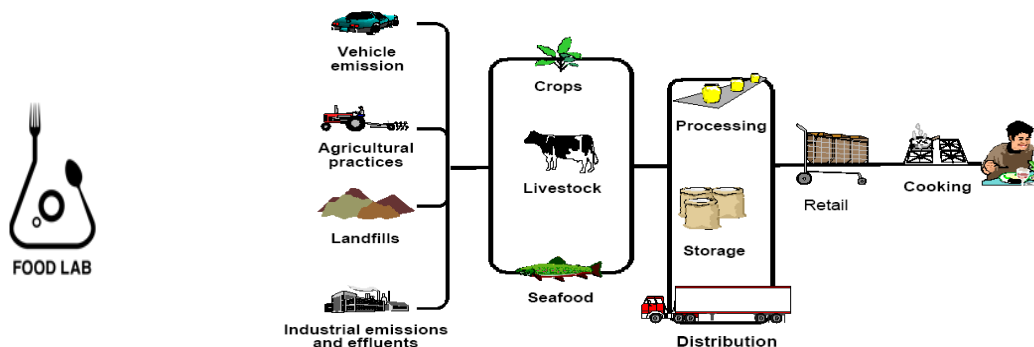 FOOD LAB
Vehicle
emission
Agricultural
practices
Landfills
Industrial emissions
and effluents
Crops
Livestock
Seafood
Processing
Storage
Distribution
Retail
Cooking